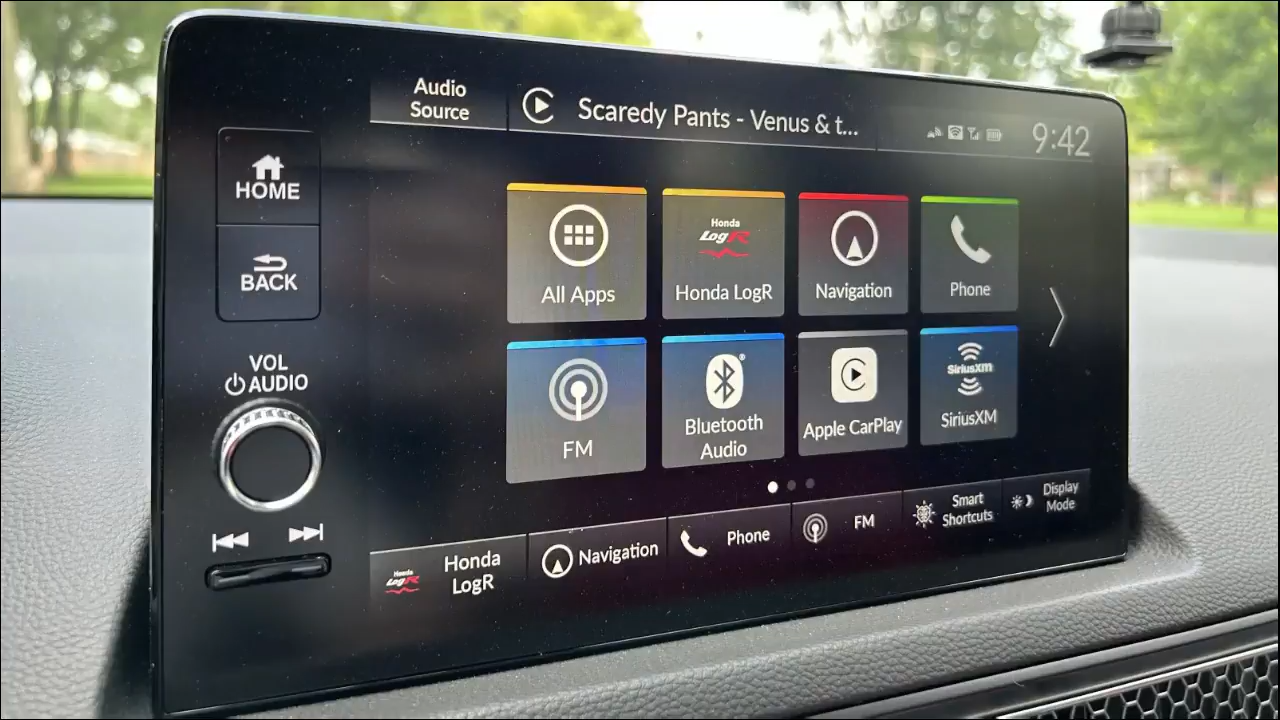 Audio
Source
Scaredy Pants - Venus & t...
9:42
HOME
BACK
VOL
AUDIO
All Apps
Honda
LogR
Honda LogR
Navigation
Phone
FM
Bluetooth
Audio
Apple CarPlay
SiriusXM
SiriusXM
Honda
LogR
Honda
LogR
Navigation
Phone
FM
Smart
Shortcuts
Display
Mode